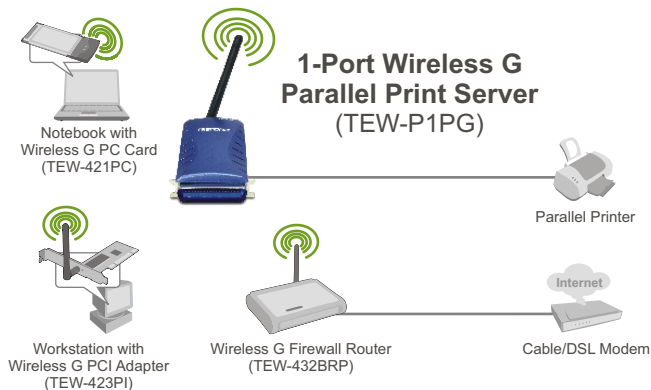 1-Port Wireless G
Parallel Print Server
(TEW-P1PG)
TRENDNET
Notebook with
Wireless G PC Card
(TEW-421PC)
Parallel Printer
Internet
Workstation with
Wireless G PCI Adapter
(TEW-423PI)
Wireless G Firewall Router
(TEW-432BRP)
Cable/DSL Modem